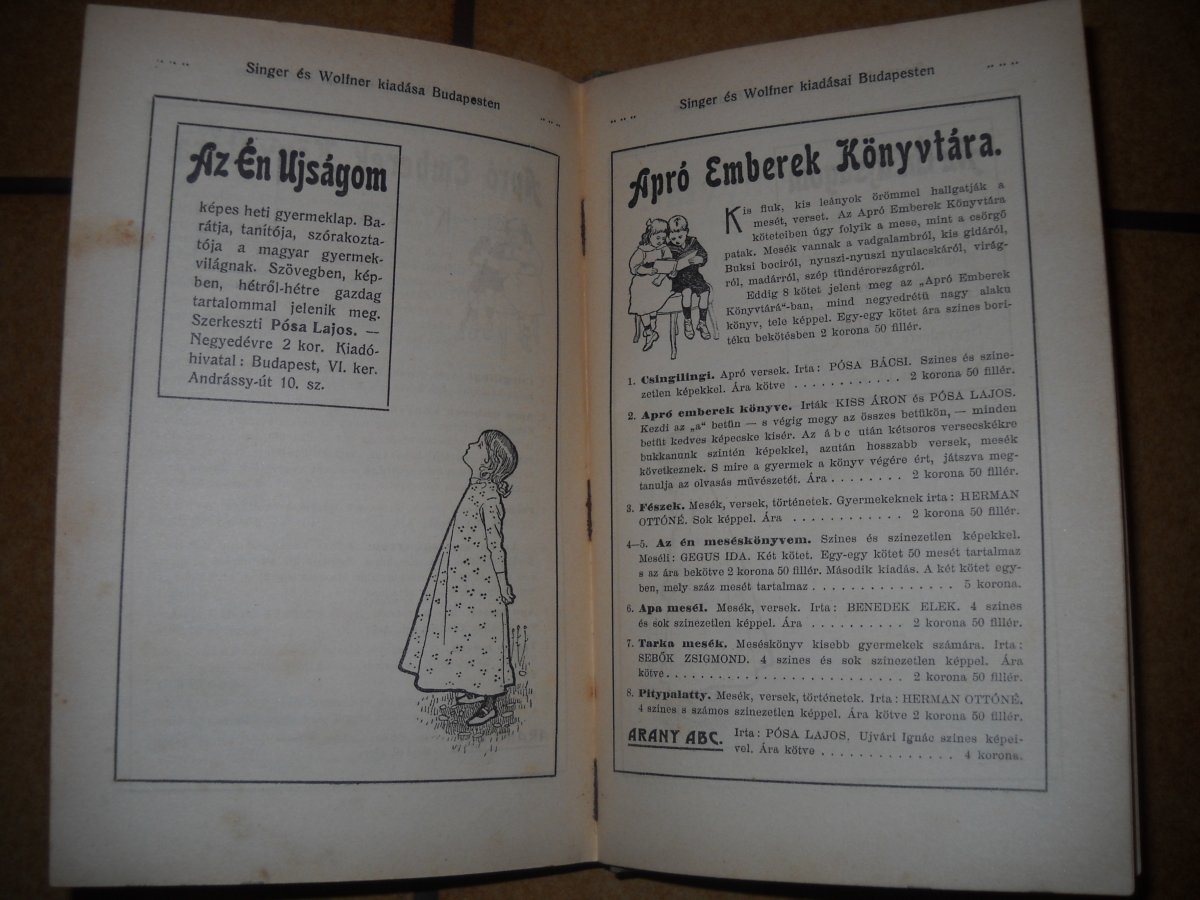 Singer és Wolfner kiadása Budapesten
Az Én Ujságom
képes heti gyermeklap. Ba-
rátja, tanítója, szórakozta-
tója a magyar gyermek-
világnak. Szövegben, kép-
ben, hétről-hétre gazdag
tartalommal jelenik meg.
Szerkeszti Pósa Lajos. —
Negyedévre 2 kor. Kiadó-
hivatal: Budapest, VI. ker.
Andrássy-út 10. sz.
Singer és Wolfner kiadásai Budapesten
Apró Emberek Könyvtára.
Kis fiuk, kis leányok örömmel hallgatják a
mesét, verset. Az Apró Emberek Könyvtára
köteteiben úgy folyik a mese, mint a csörgő
patak. Mesék vannak a vadgalambról, kis gidáról,
Buksi bociról, nyuszi-nyuszi nyulacskáról, virág-
ról, madárról, szép tündérországról.
Eddig 8 kötet jelent meg az „Apró Emberek
Könyvtárá“-ban, mind negyedrétü nagy alaku
könyv, tele képpel. Egy-egy kötet ára szines bori-
téku bekötésben 2 korona 50 fillér.
1. Csingilingi. Apró versek. Irta: PÓSA BÁCSI. Szines és szine-
zetlen képekkel. Ára kötve . . . . . . . . . . . 2 korona 50 fillér.
2. Apró emberek könyve. Irták KISS ÁRON és PÓSA LAJOS.
Kezdi az „a“ betün — s végig megy az összes betükön, — minden
betüt kedves képecske kisér. Az á b c után kétsoros versecskékre
bukkanunk szintén képekkel, azután hosszabb versek, mesék
következnek. S mire a gyermek a könyv végére ért, játszva meg-
tanulja az olvasás müvészetét. Ára . . . . . . . . 2 korona 50 fillér.
3. Fészek. Mesék, versek, történetek. Gyermekeknek irta: HERMAN
OTTÓNÉ. Sok képpel. Ára . . . . . . . . . . . 2 korona 50 fillér.
4—5. Az én meséskönyvem. Szines és szinezetlen képekkel.
Meséli: GEGUS IDA. Két kötet. Egy-egy kötet 50 mesét tartalmaz
s az ára bekötve 2 korona 50 fillér. Második kiadás. A két kötet egy-
ben, mely száz mesét tartalmaz . . . . . . . . . . . . . . 5 korona.
6. Apa mesél. Mesék, versek. Irta: BENEDEK ELEK. 4 szines
és sok szinezetlen képpel. Ára . . . . . . . . . . 2 korona 50 fillér.
7. Tarka mesék. Meséskönyv kisebb gyermekek számára. Irta:
SEBŐK ZSIGMOND. 4 szines és sok szinezetlen képpel. Ára
kötve . . . . . . . . . . . . . . . . . . . . . . . 2 korona 50 fillér.
8. Pitypalatty. Mesék, versek, történetek. Irta: HERMAN OTTÓNÉ.
4 szines s számos szinezetlen képpel. Ára kötve 2 korona 50 fillér.
ARANY ABC. Irta: PÓSA LAJOS. Ujvári Ignác szines képei-
vel. Ára kötve . . . . . . . . . . . . . . 4 korona.